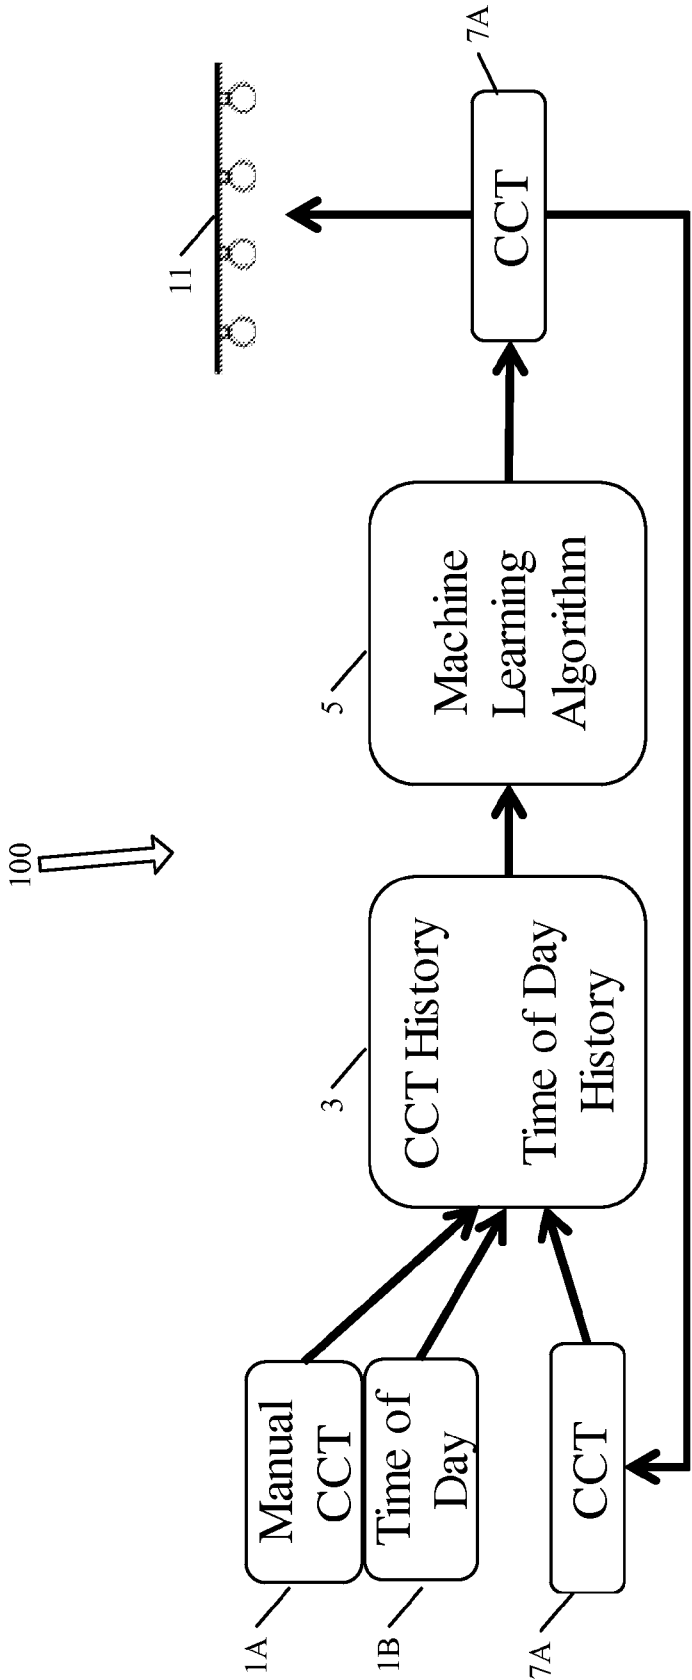 100
11
7A
CCT
5
Machine
Learning
Algorithm
3
CCT History
Time of Day
History
Manual
CCT
1A
Time of
Day
1B
CCT
7A